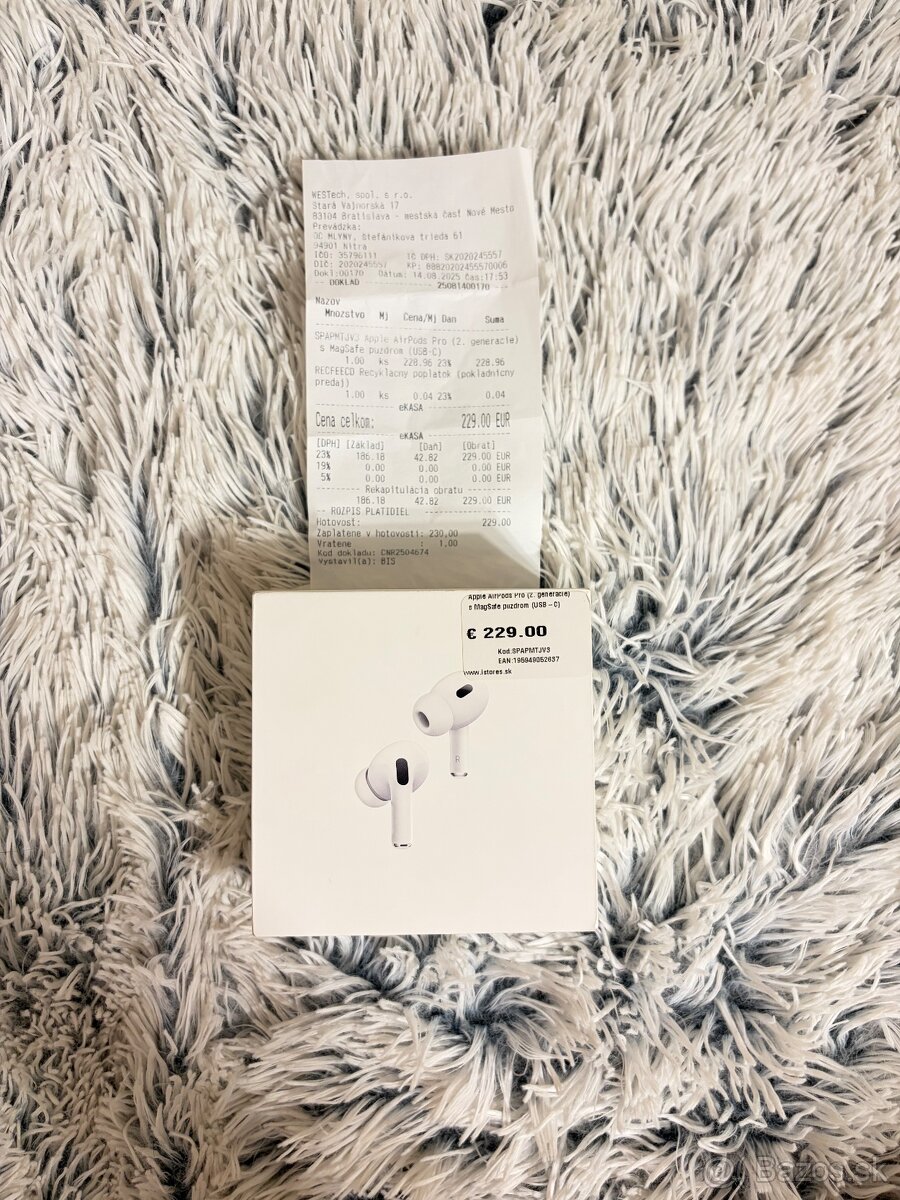 WESTech, spol. s r.o.
Stará Vajnorská 17
83104 Bratislava - mestská časť Nové Mesto
Prevádzka:
OC MLYNY, Štefánikova trieda 61
94901 Nitra
IČO: 35796111 IČ DPH: SK2020245557
DIČ: 2020245557 KP: 88820202455570006
Dokl:00170 Dátum: 14.08.2025 čas:17:53
-- DOKLAD -------------- 25081400170 ---
Názov
Množstvo Mj Cena/Mj Daň Suma
SPAPMTJV3 Apple AirPods Pro (2. generácie)
s MagSafe puzdrom (USB-C)
1.00 ks 228.96 23% 228.96
RECFEECD Recyklačný poplatok (pokladničný
predaj)
1.00 ks 0.04 23% 0.04
eKASA
Cena celkom: 229.00 EUR
eKASA
[DPH] [Základ] [Daň] [Obrat]
23% 186.18 42.82 229.00 EUR
19% 0.00 0.00 0.00 EUR
5% 0.00 0.00 0.00 EUR
Rekapitulácia obratu
186.18 42.82 229.00 EUR
-- ROZPIS PLATIDIEL --
Hotovosť: 229.00
Zaplatené v hotovosti: 230,00
Vrátené : 1.00
Kód dokladu: CNR2504674
Vystavil(a): BIS
Apple AirPods Pro (2. generácie)
s MagSafe puzdrom (USB – C)
€ 229.00
Kod:SPAPMTJV3
EAN:195949052637
www.istores.sk
R
Bazos.sk